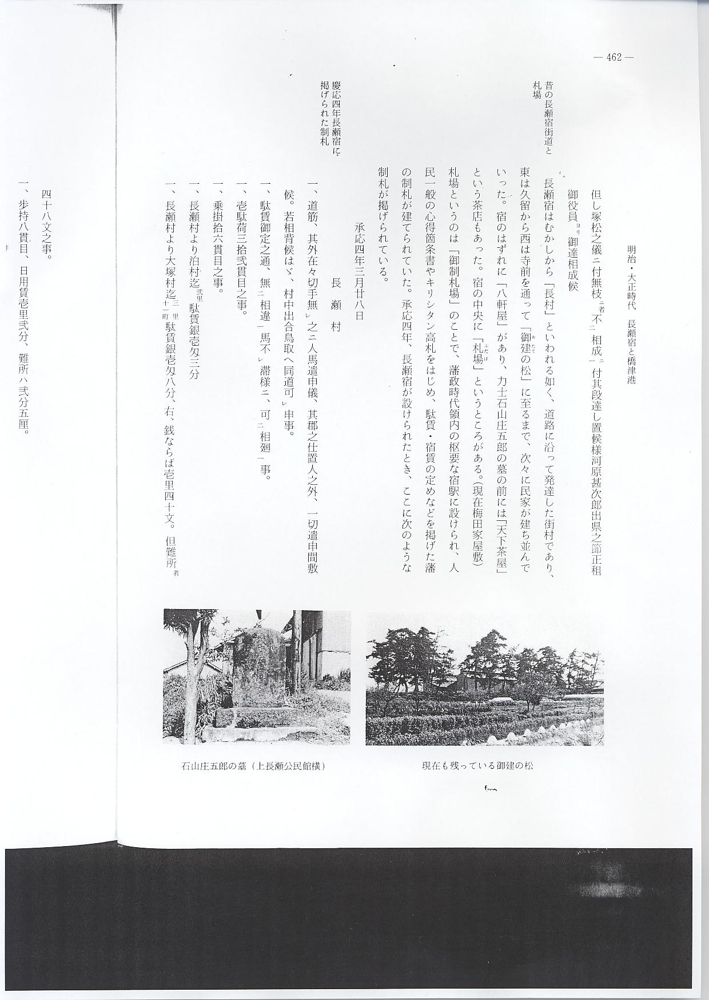 — 462 —
明治・大正時代　長瀬宿と橋津港
但し塚松之儀ニ付無枝ニ者不二相成一ニ付其段達し置候様河原甚次郎出県之節正租
御役員ヨリ御達相成候
昔の長瀬宿街道と
札場
長瀬宿はむかしから「長村」といわれる如く、道路に沿って発達した街村であり、
東は久留から西は寺前を通って「御建の松」に至るまで、次々に民家が建ち並んで
おたて
いった。宿のはずれに「八軒屋」があり、力士石山庄五郎の墓の前には「天下茶屋」
という茶店もあった。宿の中央に「札場」というところがある。（現在梅田家屋敷）
ふだば
札場というのは「御制札場」のことで、藩政時代領内の枢要な宿駅に設けられ、人
民一般の心得箇条書やキリシタン高札をはじめ、駄賃・宿賃の定めなどを掲げた藩
の制札が建てられていた。承応四年、長瀬宿が設けられたとき、ここに次のような
制札が掲げられている。
承応四年三月廿八日
長瀬村
慶応四年長瀬宿に、
掲げられた制札
一、道筋、其外在々切手無レ之ニ人馬遣申儀、其郡之仕置人之外、一切遣申間敷
候。若相背候はゞ、村中出合鳥取へ同道可レ申事。
一、駄賃御定之通、無二相違一馬不レ滞様ニ、可二相廻一事。
一、壱駄荷三拾弐貫目之事。
一、乗掛拾六貫目之事。
一、長瀬村より泊村迄弐里駄賃銀壱匁三分
一、長瀬村より大塚村迄三里十一町駄賃銀壱匁八分、右、銭ならば壱里四十文。但難所者
四十八文之事。
一、歩持八貫目、日用賃壱里弐分、難所ハ弐分五厘。
現在も残っている御建の松
石山庄五郎の墓（上長瀬公民館横）